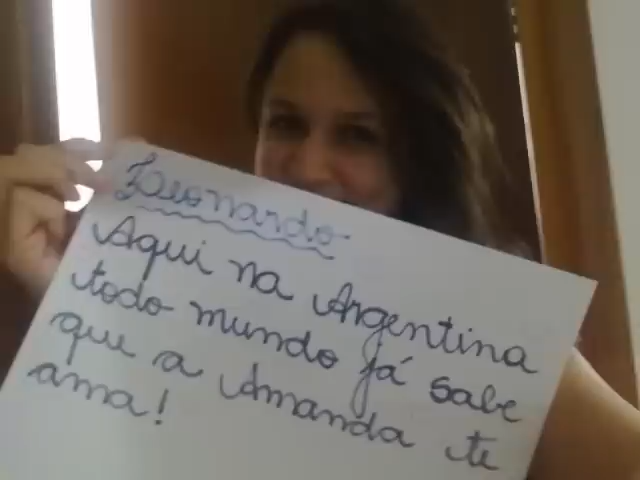 Leonardo
Aqui na Argentina
todo mundo já sabe
que a Amanda te
ama!